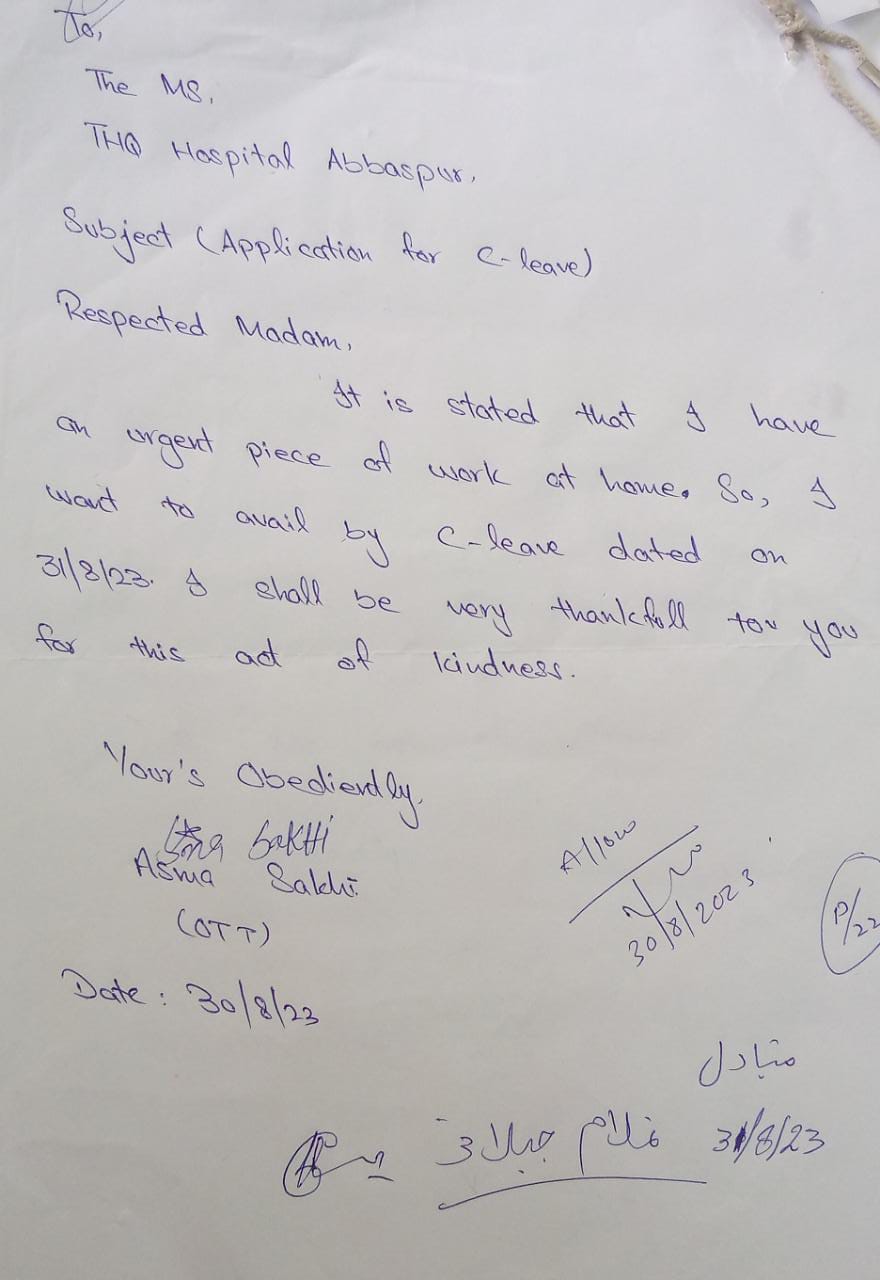 To,
The MS,
THQ Hospital Abbaspur,
Subject (Application for C-leave)
Respected Madam,
It is stated that I have
an urgent piece of work at home. So, I
want to avail by C-leave dated on
31/8/23. I shall be very thankfull tou you
for this act of kindness.
Your's Obediently,
Asma Sakhi
Asma Sakhi
(OTT)
Date : 30/8/23
Allow
30/8/2023
P/22
متبادل
31/8/23 غلام جیلانی